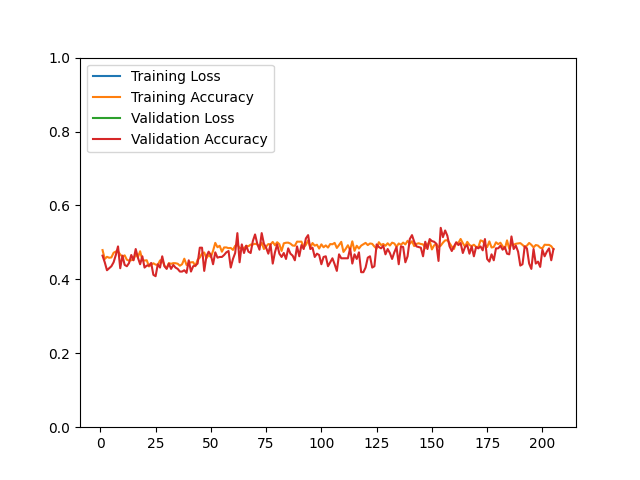 1.0
0.8
0.6
0.4
0.2
0.0
Training Loss
Training Accuracy
Validation Loss
Validation Accuracy
0 25 50 75 100 125 150 175 200